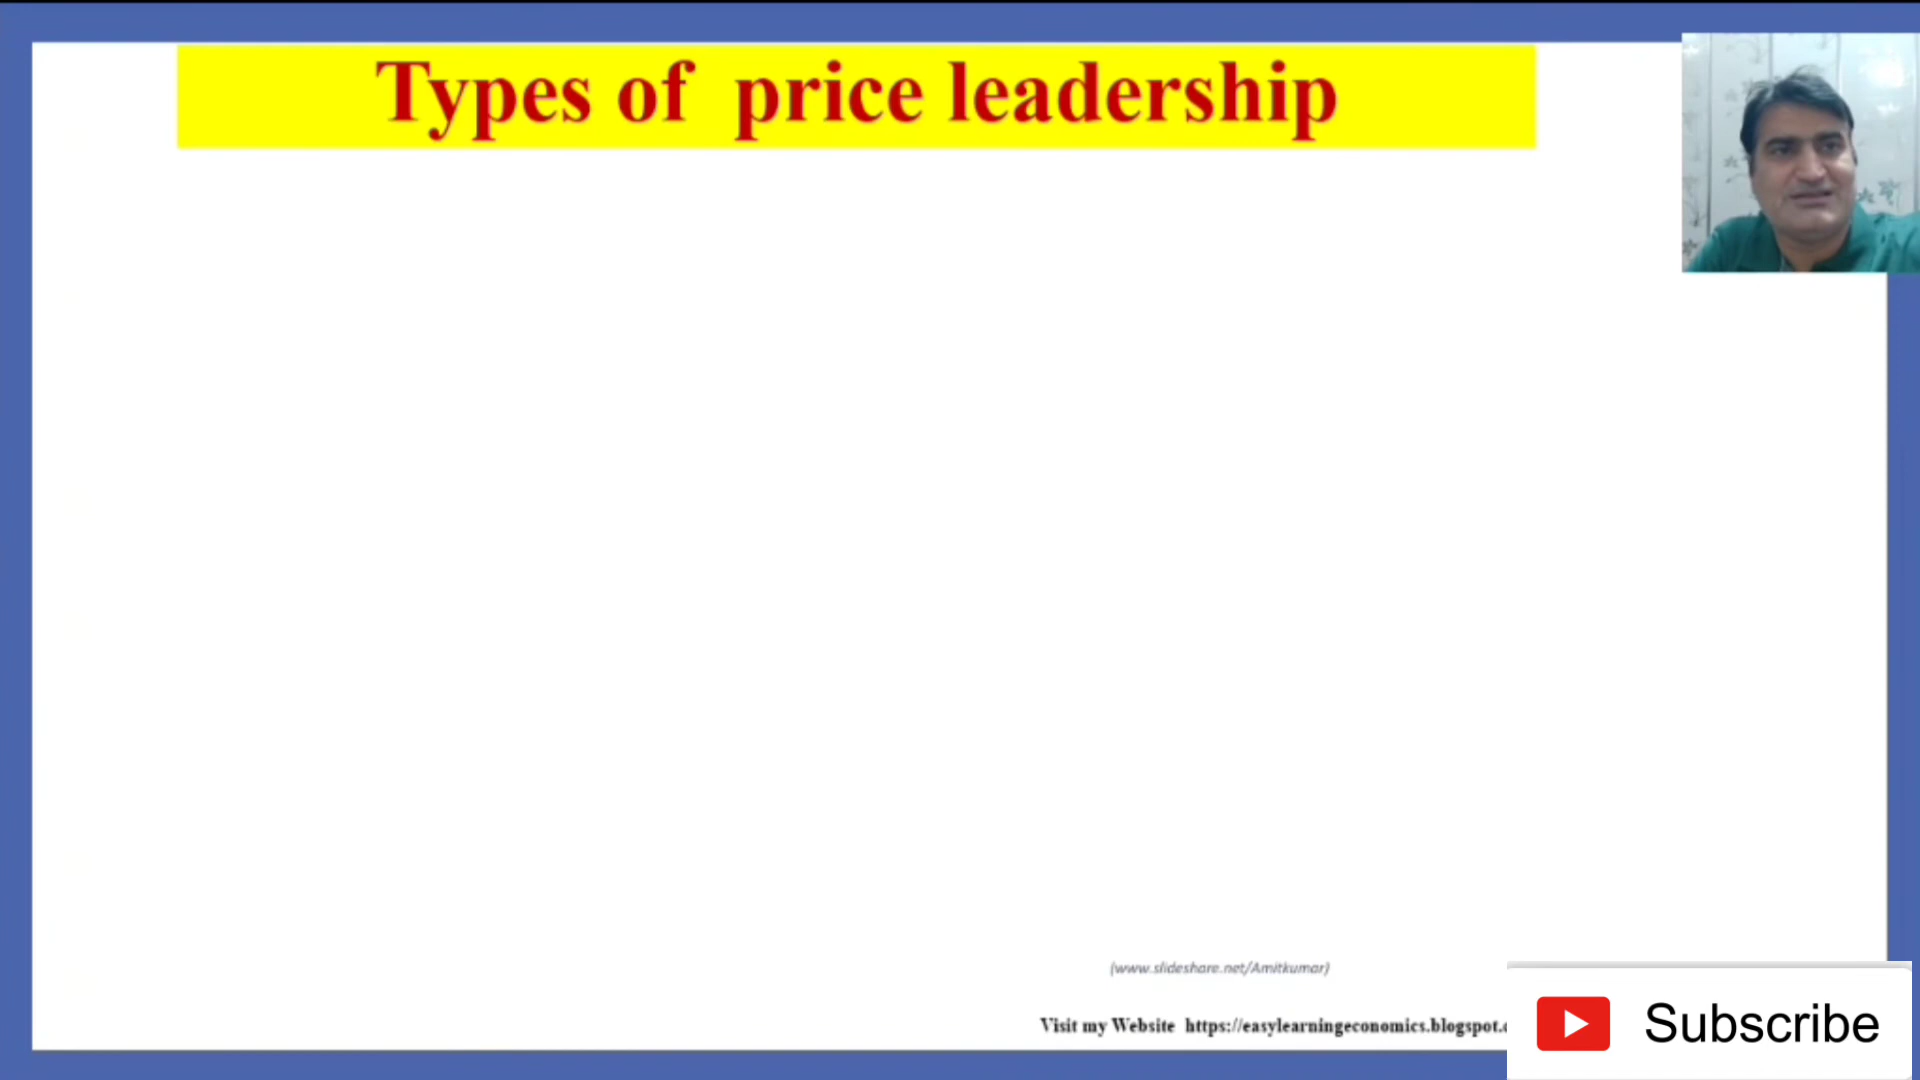 Types of price leadership
(www.slideshare.net/Amitkumar)
Visit my Website https://easylearningeconomics.blogspot.c
Subscribe